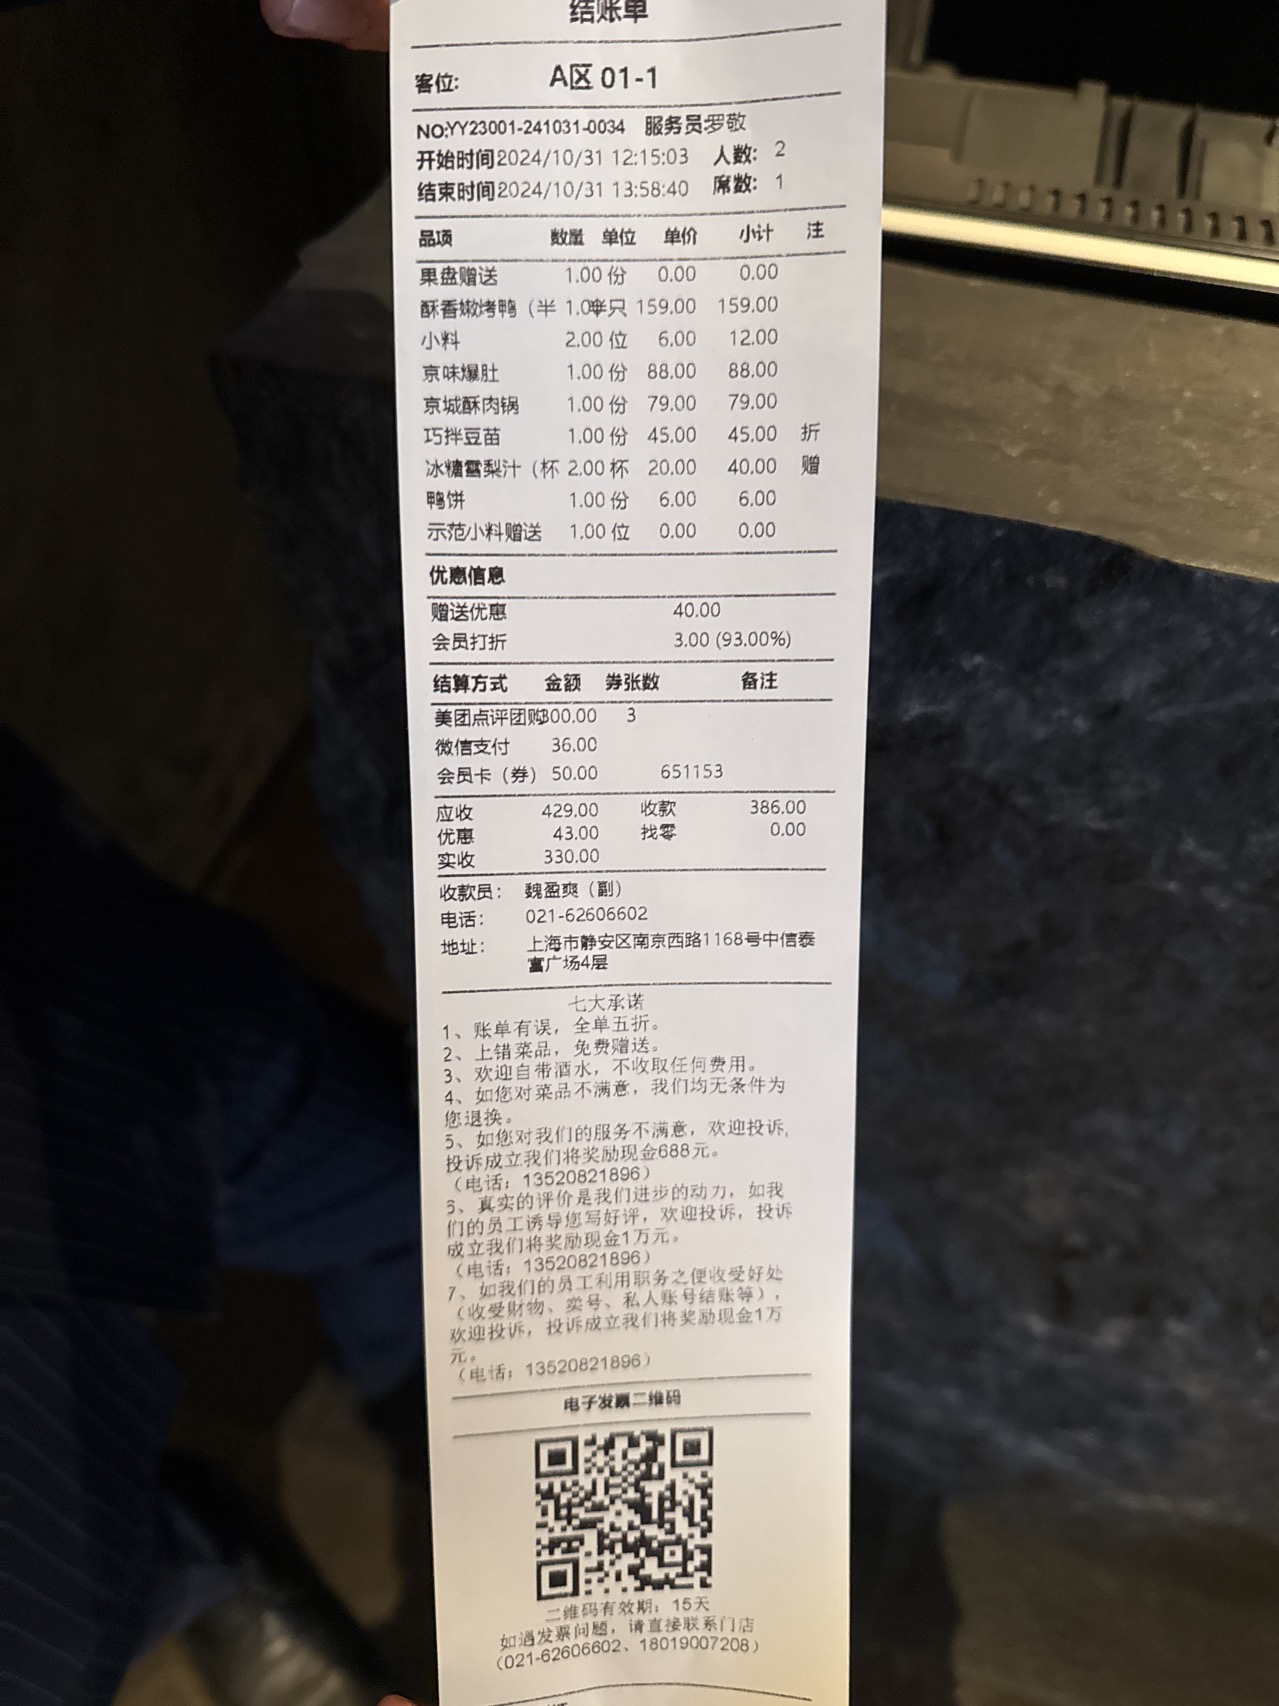 结账单
客位: A区 01-1
NO:YY23001-241031-0034 服务员:罗敬
开始时间2024/10/31 12:15:03 人数: 2
结束时间2024/10/31 13:58:40 席数: 1
品项 数量 单位 单价 小计 注
果盘赠送 1.00 份 0.00 0.00
酥香嫩烤鸭（半 1.00半只 159.00 159.00
小料 2.00 位 6.00 12.00
京味爆肚 1.00 份 88.00 88.00
京城酥肉锅 1.00 份 79.00 79.00
巧拌豆苗 1.00 份 45.00 45.00 折
冰糖雪梨汁（杯 2.00 杯 20.00 40.00 赠
鸭饼 1.00 份 6.00 6.00
示范小料赠送 1.00 位 0.00 0.00
优惠信息
赠送优惠 40.00
会员打折 3.00 (93.00%)
结算方式 金额 券张数 备注
美团点评团购300.00 3
微信支付 36.00
会员卡（券） 50.00 651153
应收 429.00 收款 386.00
优惠 43.00 找零 0.00
实收 330.00
收款员: 魏盈爽（副）
电话: 021-62606602
地址: 上海市静安区南京西路1168号中信泰
富广场4层
七大承诺
1、账单有误，全单五折。
2、上错菜品，免费赠送。
3、欢迎自带酒水，不收取任何费用。
4、如您对菜品不满意，我们均无条件为
您退换。
5、如您对我们的服务不满意，欢迎投诉，
投诉成立我们将奖励现金688元。
（电话：13520821896）
6、真实的评价是我们进步的动力，如我
们的员工诱导您写好评，欢迎投诉，投诉
成立我们将奖励现金1万元。
（电话：13520821896）
7、如我们的员工利用职务之便收受好处
（收受财物、卖号、私人账号结账等），
欢迎投诉，投诉成立我们将奖励现金1万
元。
（电话：13520821896）
电子发票二维码
二维码有效期：15天
如遇发票问题，请直接联系门店
（021-62606602、18019007208）